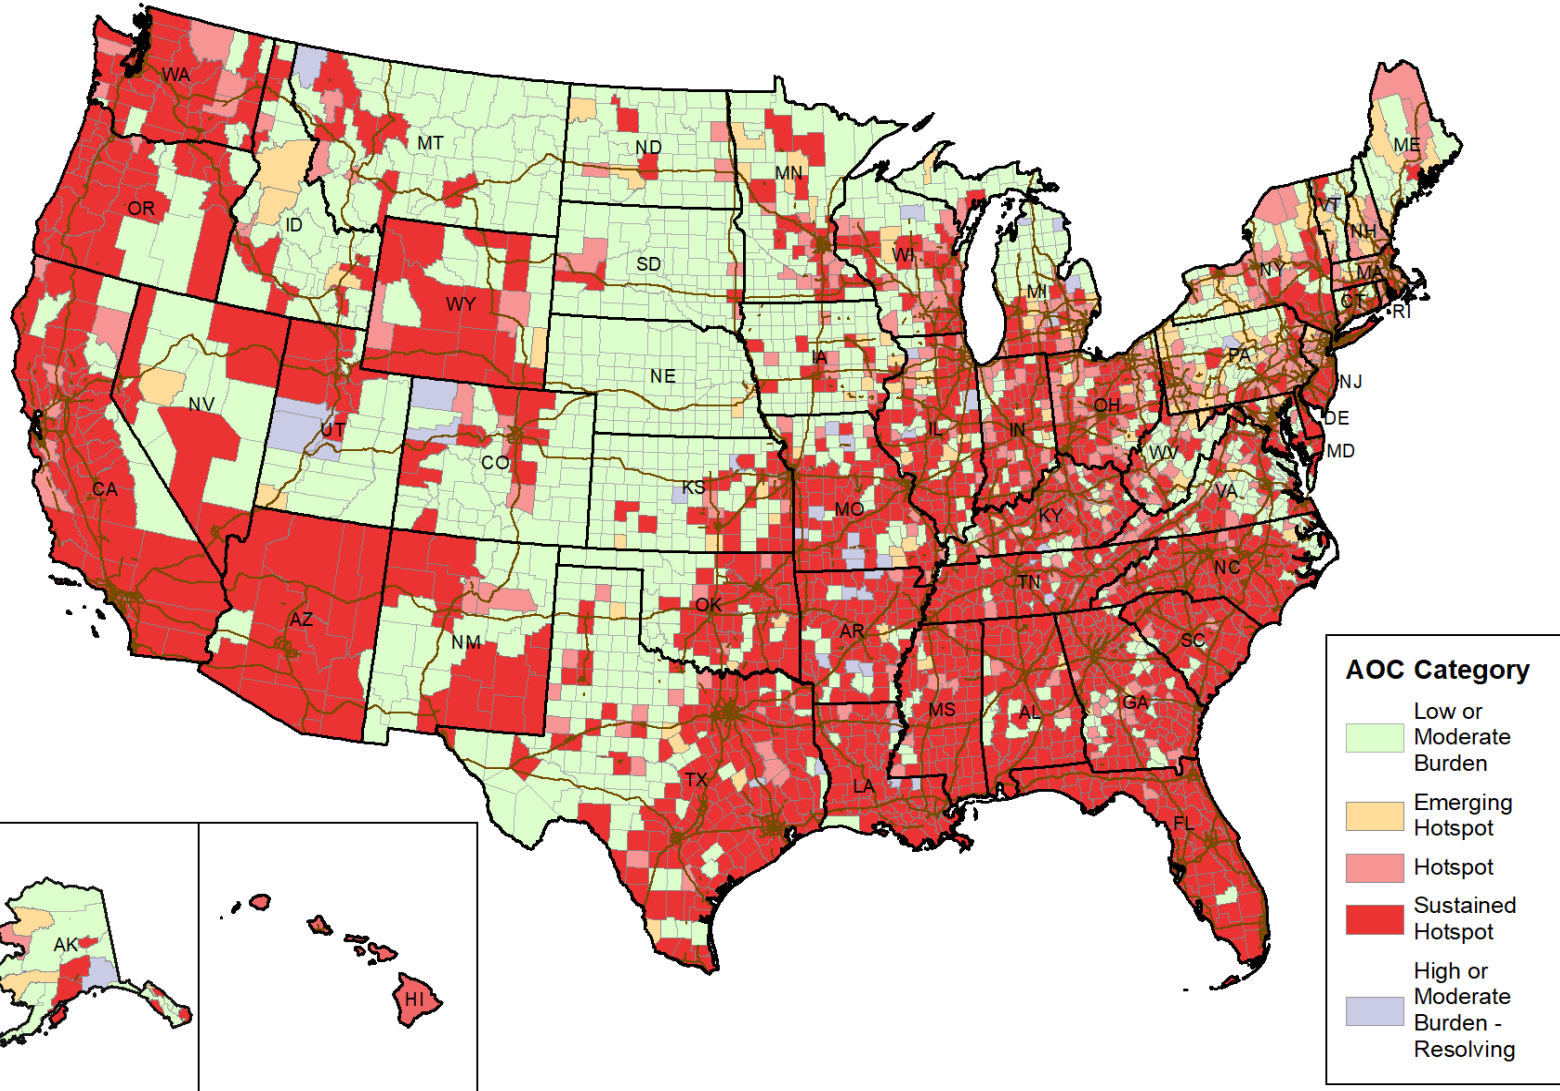 WA
MT
ND
MN
ME
OR
ID
SD
WI
MI
VT
NH
NY
MA
CT
RI
WY
IA
NE
PA
NJ
NV
UT
CO
IL
IN
OH
DE
MD
WV
CA
KS
MO
KY
VA
AZ
NM
OK
AR
TN
NC
SC
MS
AL
GA
TX
LA
FL
AK
HI
AOC Category
Low or
Moderate
Burden
Emerging
Hotspot
Hotspot
Sustained
Hotspot
High or
Moderate
Burden -
Resolving